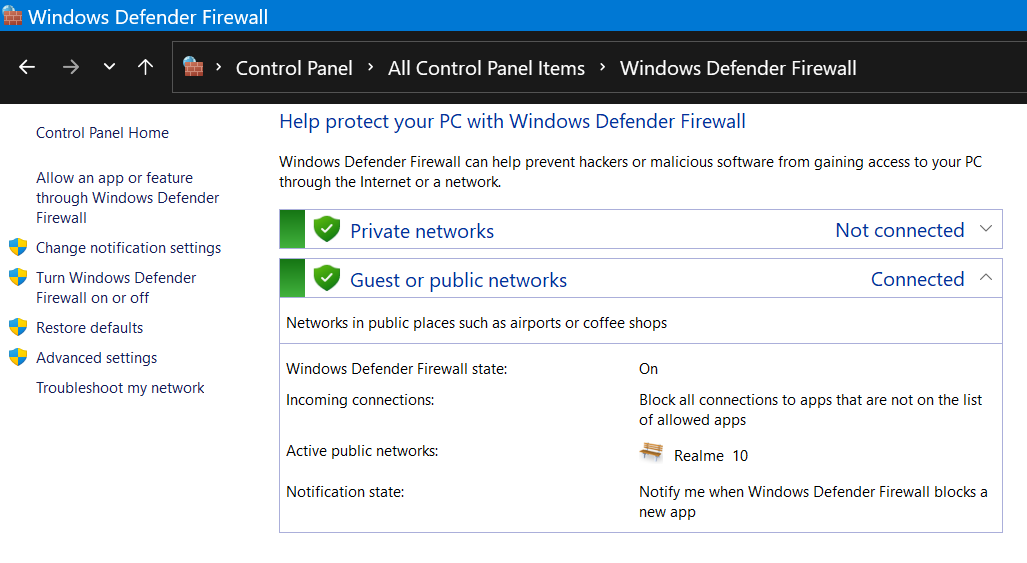 Windows Defender Firewall
Control Panel > All Control Panel Items > Windows Defender Firewall
Control Panel Home
Allow an app or feature
through Windows Defender
Firewall
Change notification settings
Turn Windows Defender
Firewall on or off
Restore defaults
Advanced settings
Troubleshoot my network
Help protect your PC with Windows Defender Firewall
Windows Defender Firewall can help prevent hackers or malicious software from gaining access to your PC
through the Internet or a network.
Private networks Not connected
Guest or public networks Connected
Networks in public places such as airports or coffee shops
Windows Defender Firewall state: On
Incoming connections: Block all connections to apps that are not on the list
of allowed apps
Active public networks: Realme 10
Notification state: Notify me when Windows Defender Firewall blocks a
new app